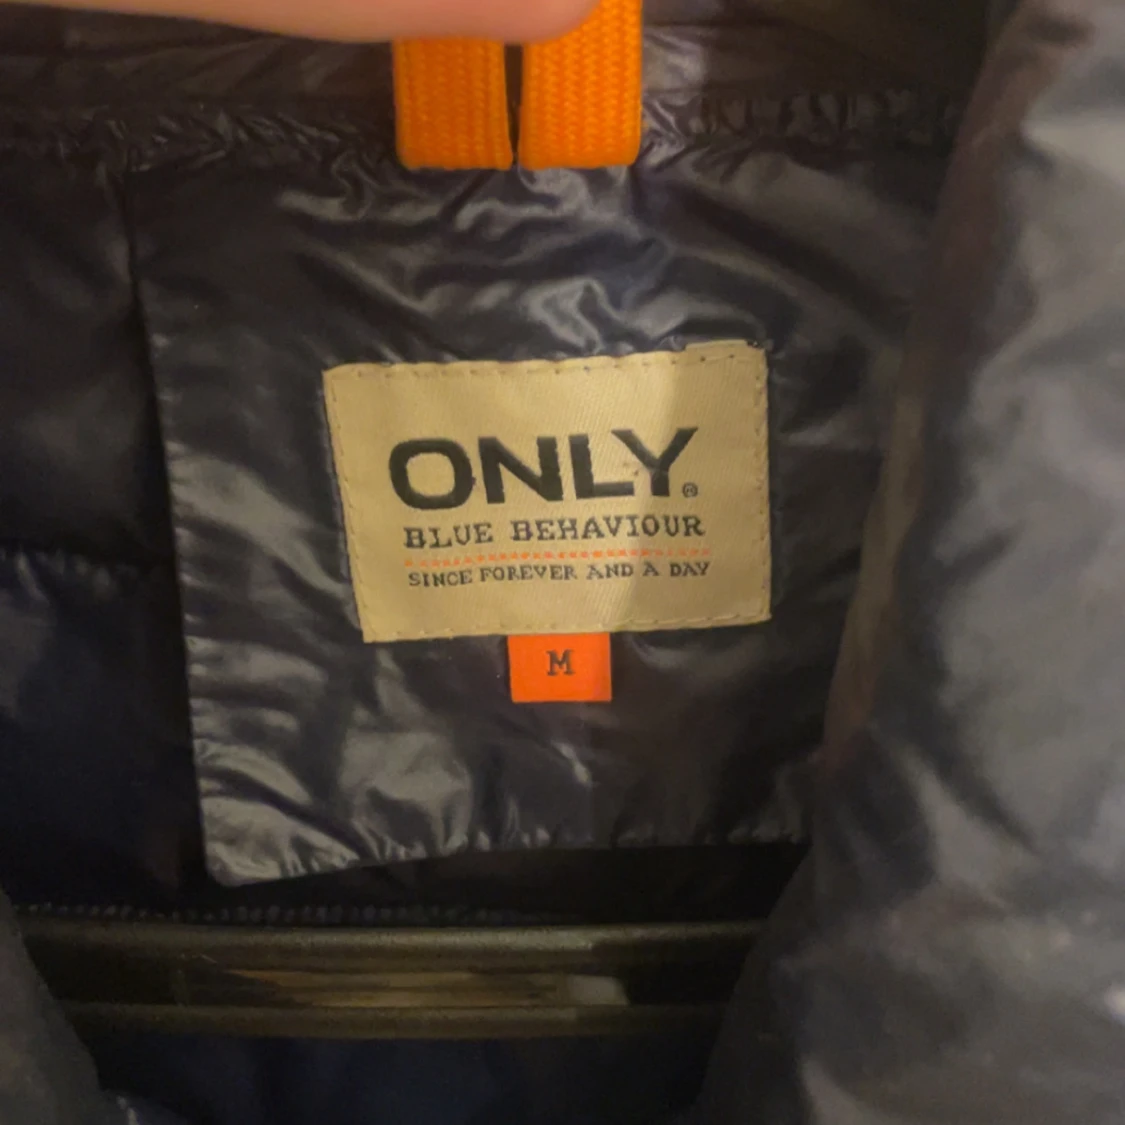 ONLY®
BLUE BEHAVIOUR
SINCE FOREVER AND A DAY
M